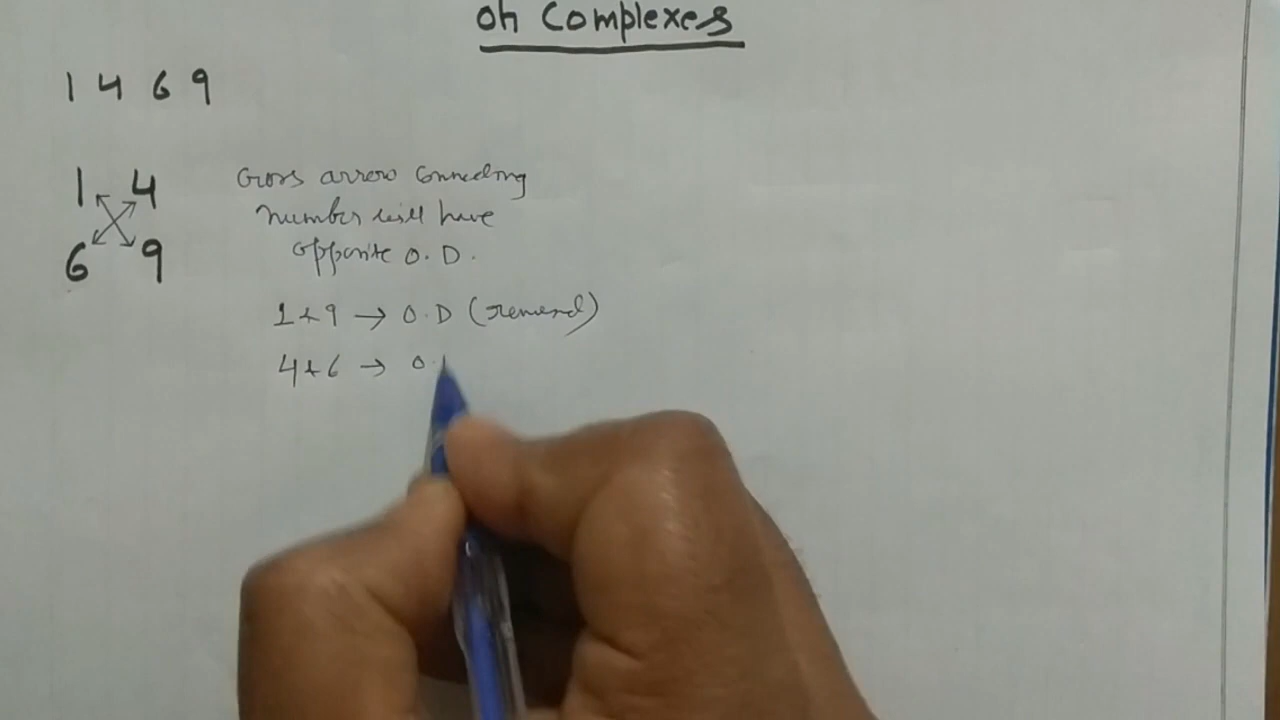 Oh Complexes
1 4 6 9
1 4
6 9
Cross arrow Connecting
number will have
opposite O.D.
1 & 9 → O.D (remend)
4 & 6 → O.